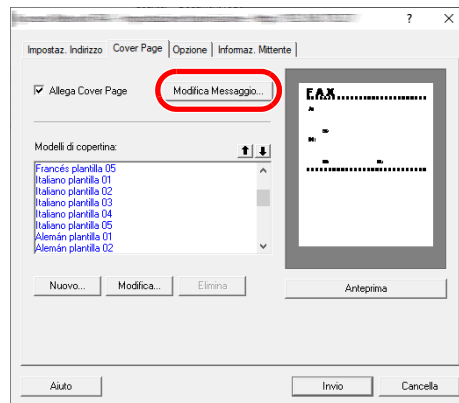 ?
Impostaz. Indirizzo Cover Page Opzione Informaz. Mittente
Allega Cover Page Modifica Messaggio...
Modelli di copertina:
Francés plantilla 05
Italiano plantilla 01
Italiano plantilla 02
Italiano plantilla 03
Italiano plantilla 04
Italiano plantilla 05
Alemán plantilla 01
Alemán plantilla 02
FAX
Nuovo... Modifica... Elimina Anteprima
Aiuto Invio Cancella